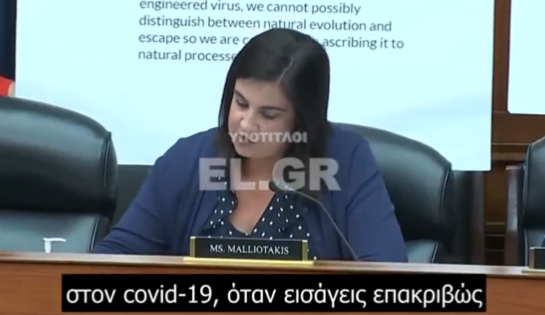 engineered virus, we cannot possibly
distinguish between natural evolution and
escape so we are ascribing it to
natural processes
ΥΠΟΤΙΤΛΟΙ
EL.GR
MS. MALLIOTAKIS
στον covid-19, όταν εισάγεις επακριβώς